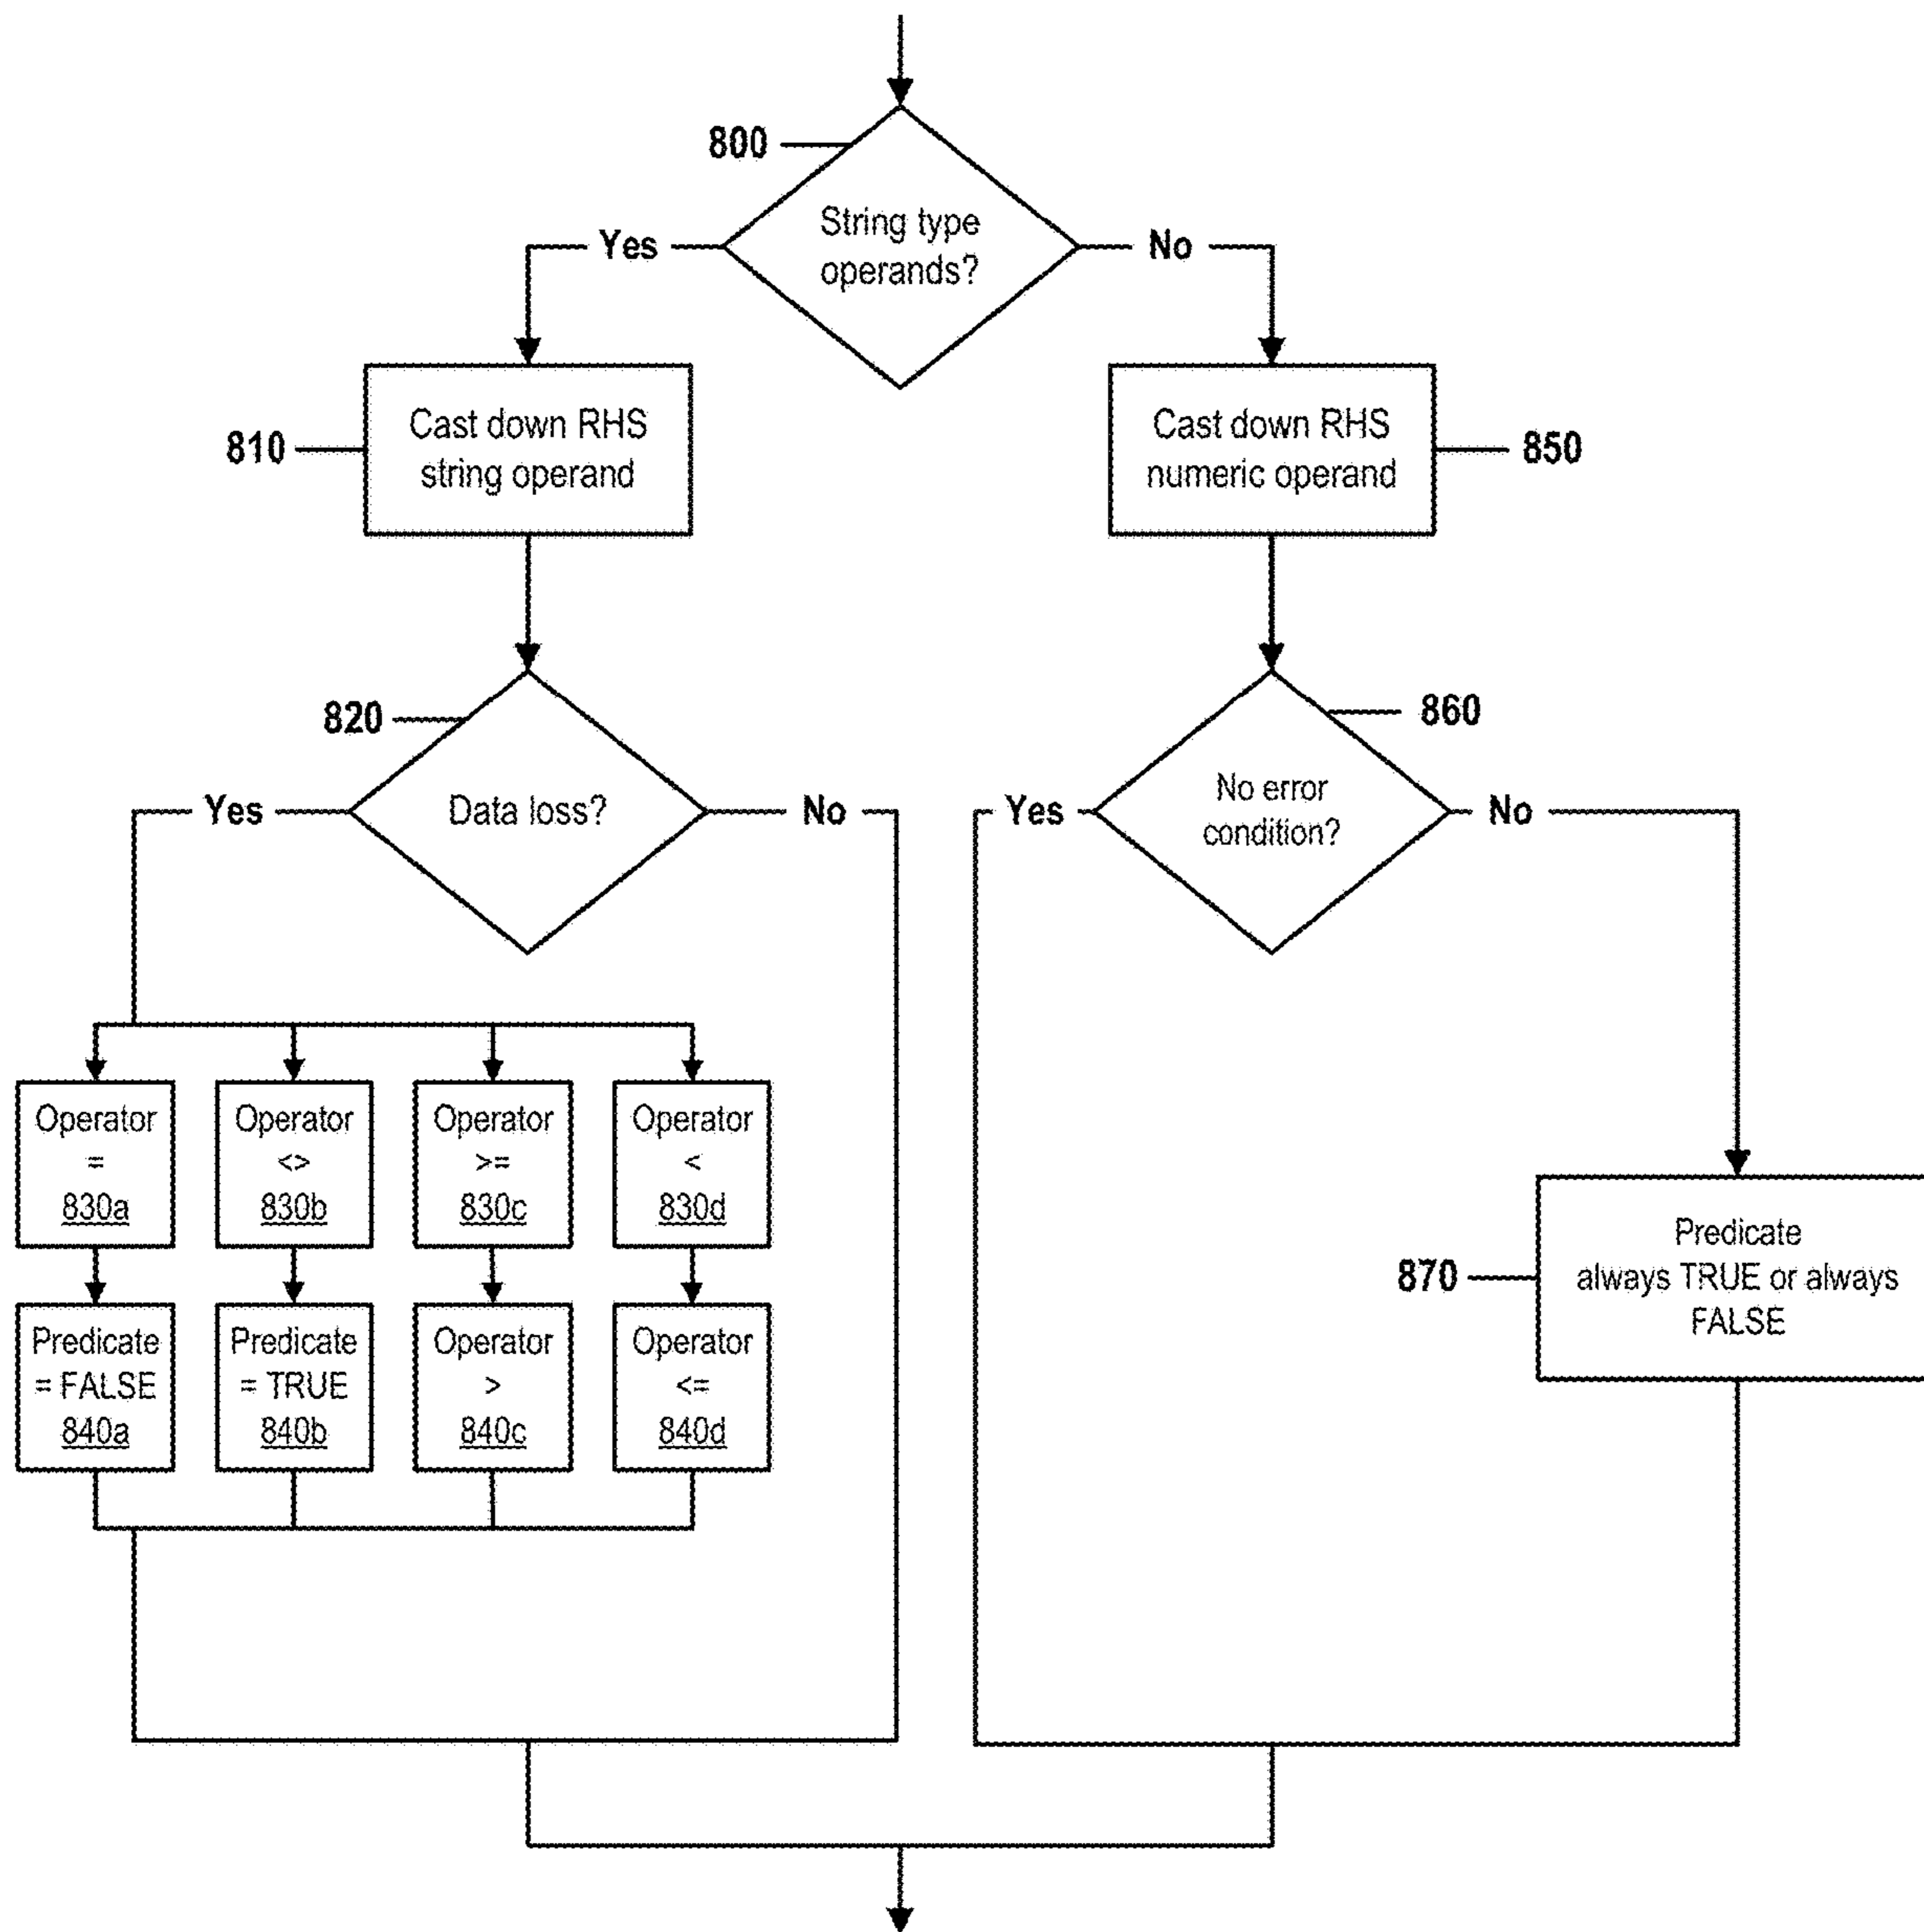 800
String type
operands?
Yes
No
810
Cast down RHS
string operand
Cast down RHS
numeric operand
850
820
Data loss?
Yes
No
860
No error
condition?
Yes
No
Operator
=
830a
Operator
<>
830b
Operator
>=
830c
Operator
<
830d
Predicate
= FALSE
840a
Predicate
= TRUE
840b
Operator
>
840c
Operator
<=
840d
870
Predicate
always TRUE or always
FALSE